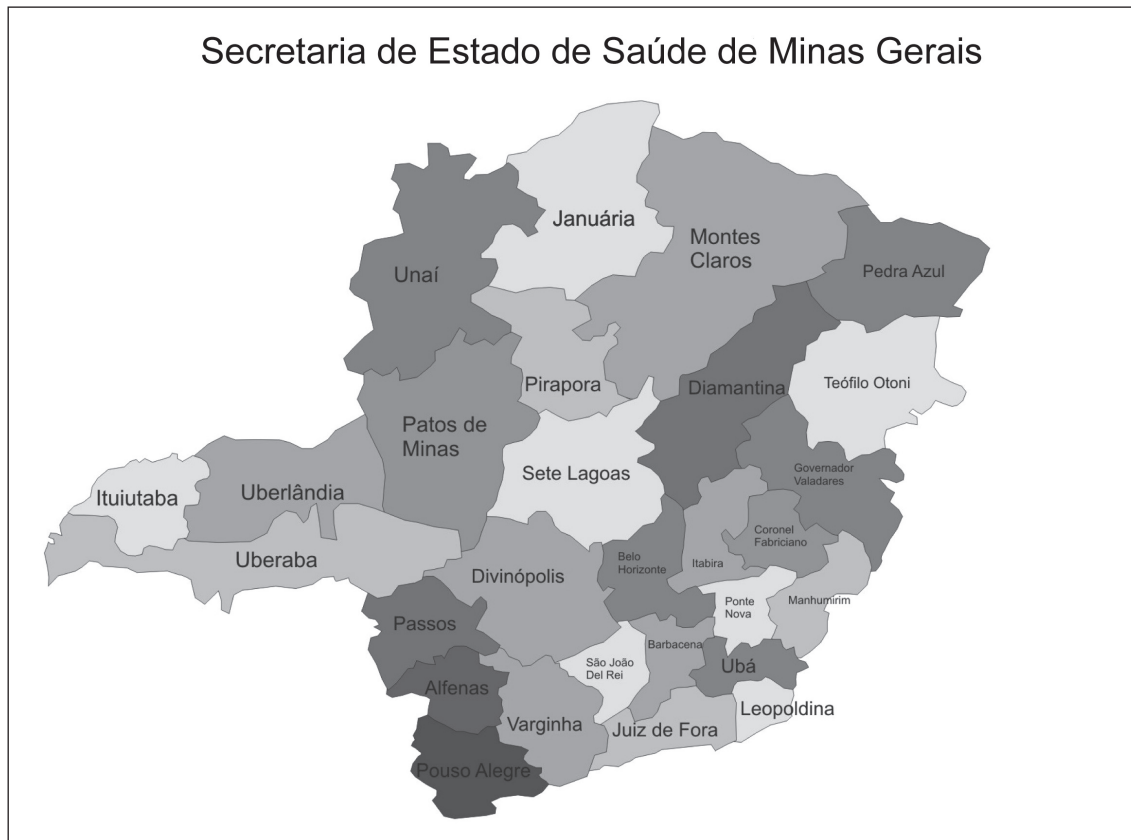 Secretaria de Estado de Saúde de Minas Gerais
Januária
Montes
Claros
Unaí
Pedra Azul
Pirapora
Diamantina
Teófilo Otoni
Patos de
Minas
Sete Lagoas
Governador
Valadares
Ituiutaba
Uberlândia
Coronel
Fabriciano
Uberaba
Belo
Horizonte
Itabira
Divinópolis
Ponte
Nova
Manhumirim
Passos
Barbacena
São João
Del Rei
Ubá
Alfenas
Leopoldina
Varginha
Juiz de Fora
Pouso Alegre